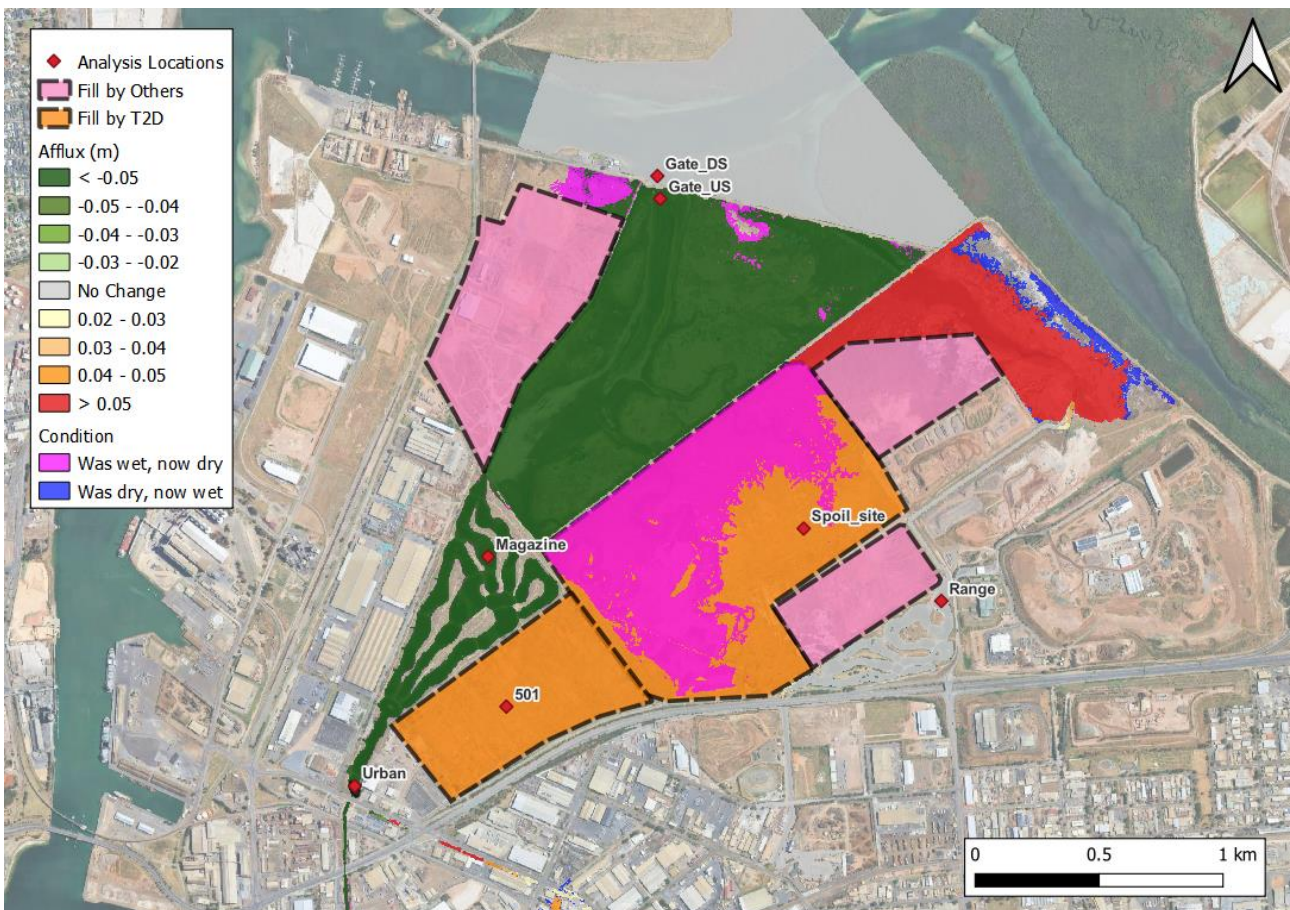 Analysis Locations
Fill by Others
Fill by T2D
Afflux (m)
< -0.05
-0.05 - -0.04
-0.04 - -0.03
-0.03 - -0.02
No Change
0.02 - 0.03
0.03 - 0.04
0.04 - 0.05
> 0.05
Condition
Was wet, now dry
Was dry, now wet
Gate_DS
Gate_US
Spoil_site
Magazine
Range
501
Urban
0 0.5 1 km